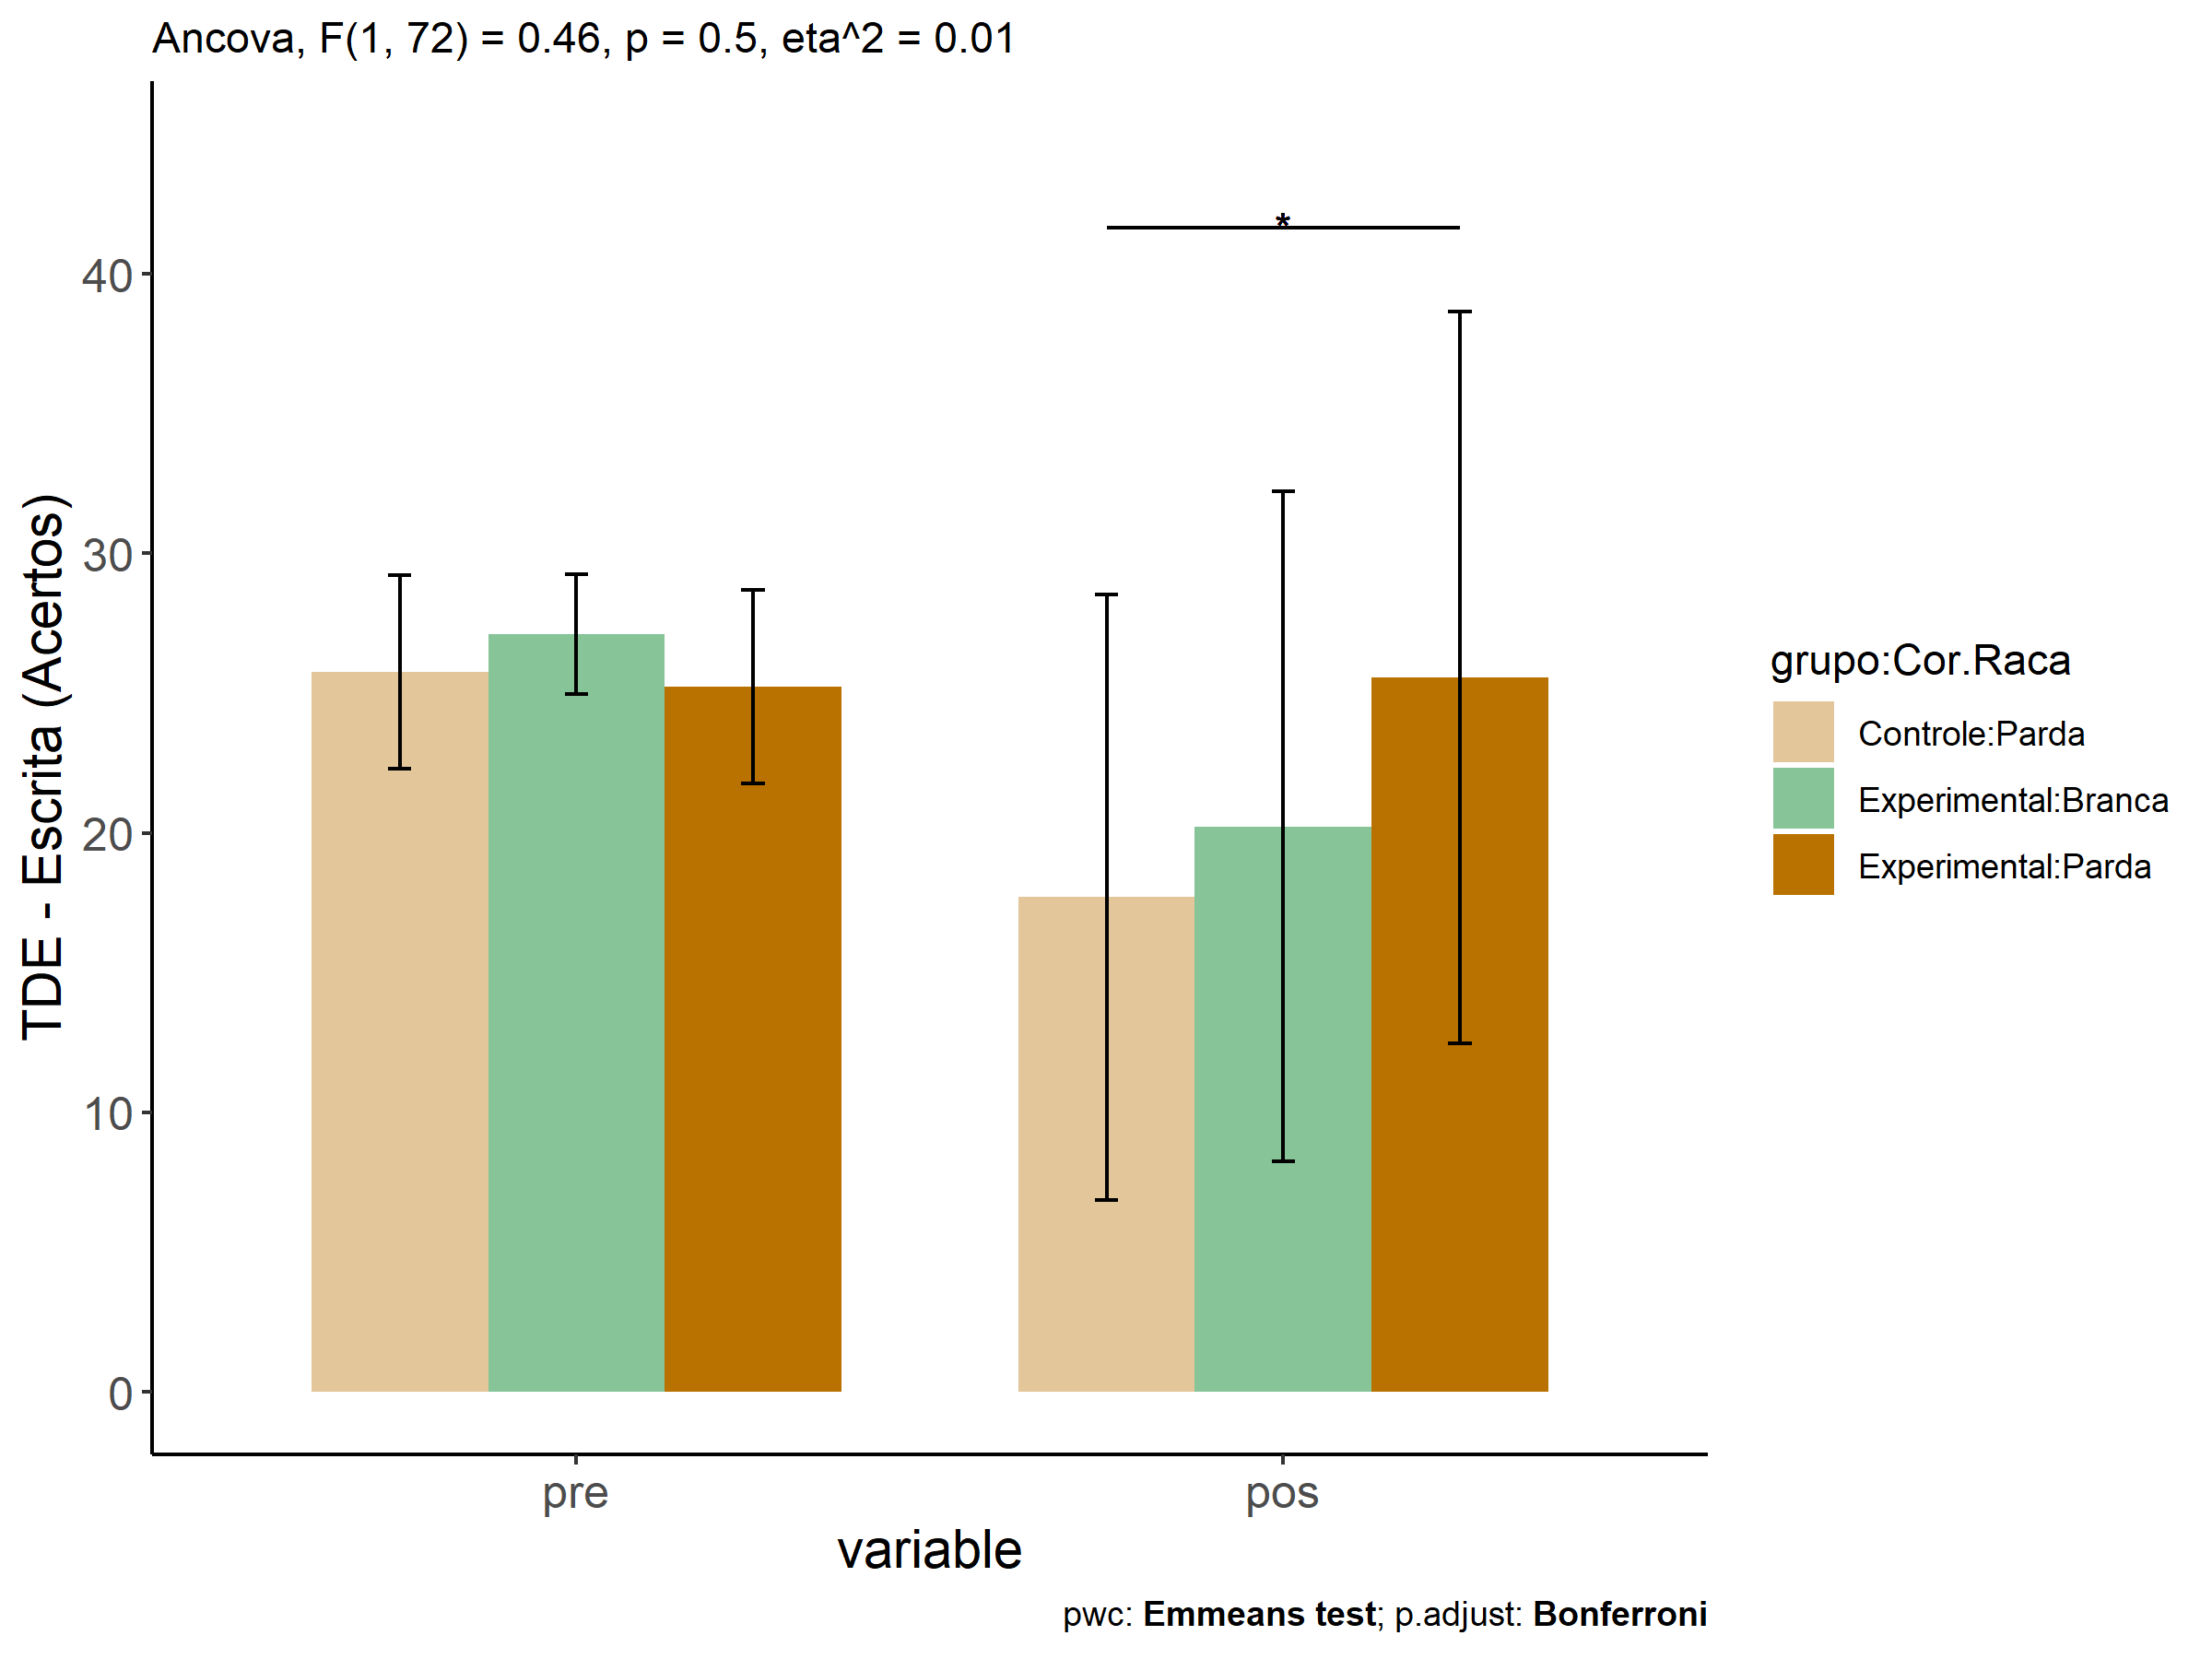 Ancova, F(1, 72) = 0.46, p = 0.5, eta^2 = 0.01
TDE - Escrita (Acertos)
40
30
20
10
0
*
pre
pos
variable
grupo:Cor.Raca
Controle:Parda
Experimental:Branca
Experimental:Parda
pwc: Emmeans test; p.adjust: Bonferroni